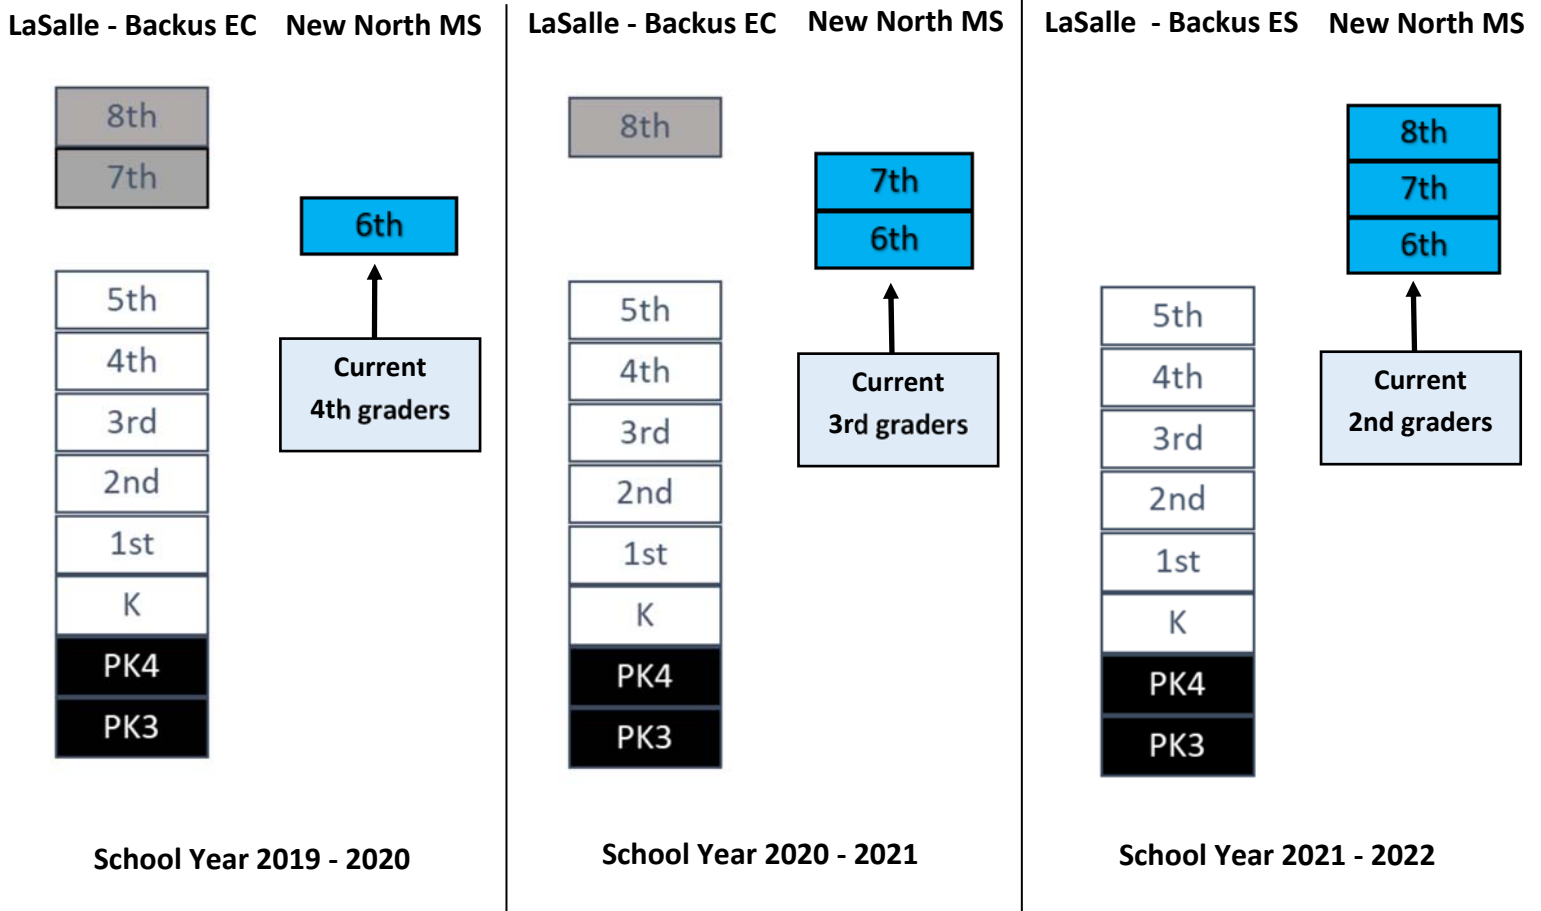 LaSalle - Backus EC
New North MS
8th
7th
6th
5th
4th
3rd
2nd
1st
K
PK4
PK3
Current
4th graders
School Year 2019 - 2020
LaSalle - Backus EC
New North MS
8th
7th
6th
5th
4th
3rd
2nd
1st
K
PK4
PK3
Current
3rd graders
School Year 2020 - 2021
LaSalle - Backus ES
New North MS
8th
7th
6th
5th
4th
3rd
2nd
1st
K
PK4
PK3
Current
2nd graders
School Year 2021 - 2022